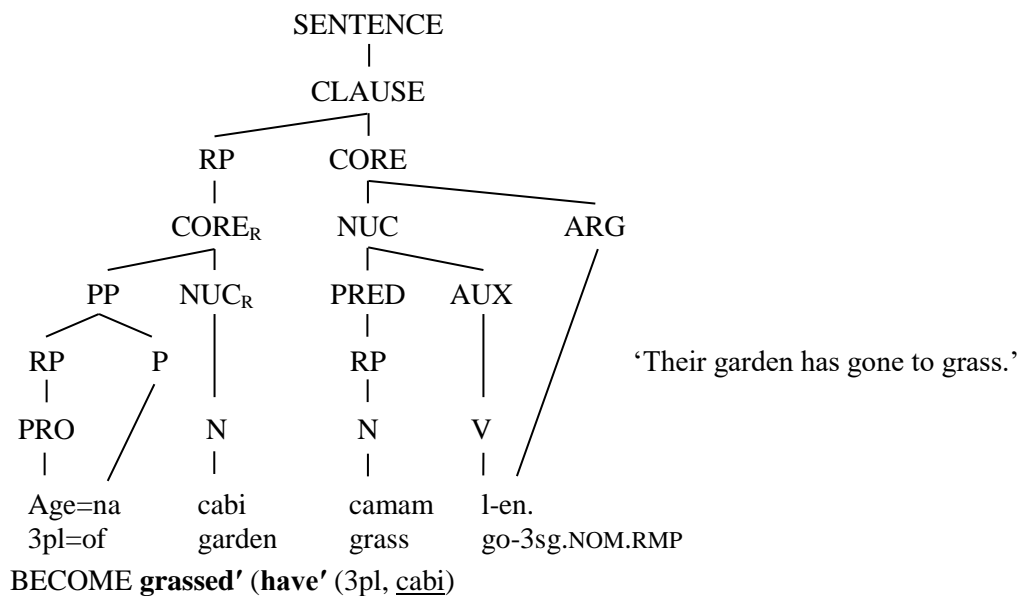 SENTENCE
CLAUSE
RP CORE
CORER NUC ARG
PP NUCR PRED AUX
RP P RP ‘Their garden has gone to grass.’
PRO N N V
Age=na cabi camam l-en.
3pl=of garden grass go-3sg.NOM.RMP
BECOME grassed′ (have′ (3pl, cabi)